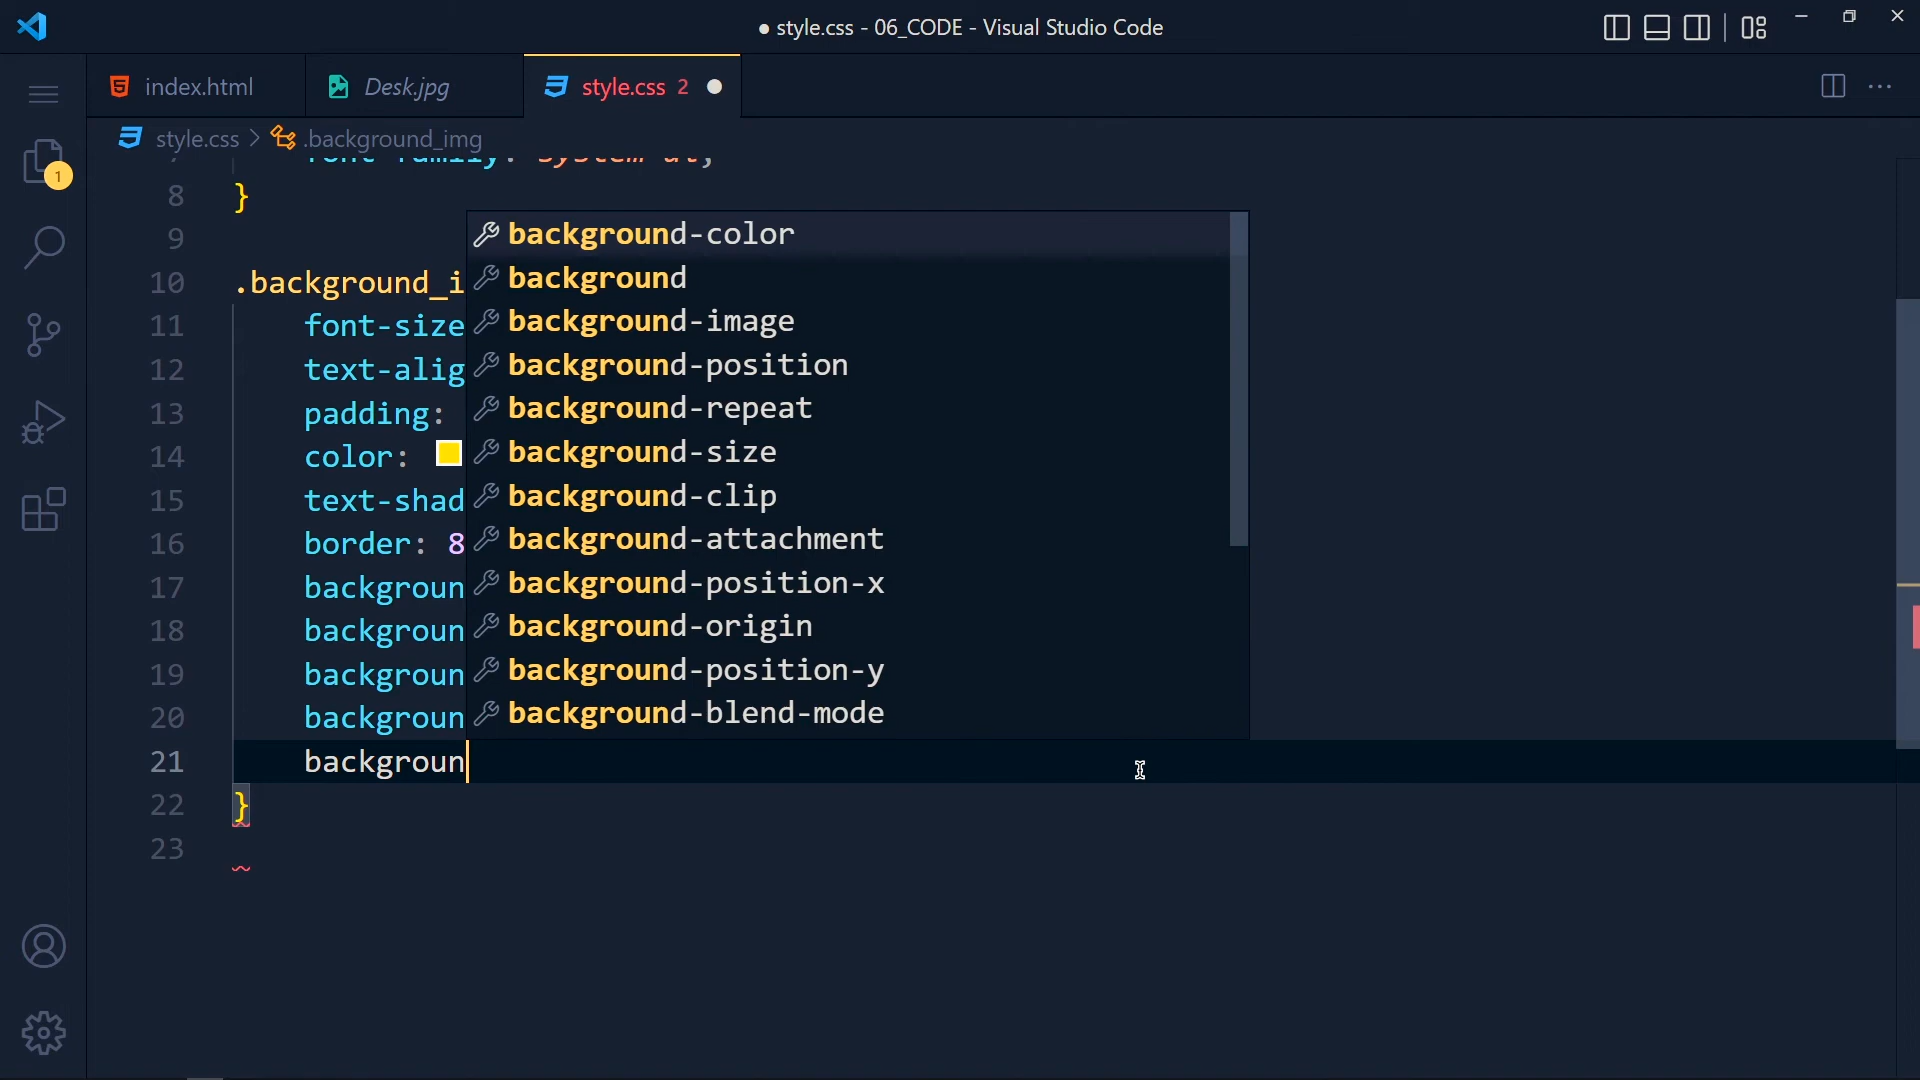 ● style.css - 06_CODE - Visual Studio Code
index.html
Desk.jpg
style.css 2 ●
style.css > .background_img
1
8 }
9
10 .background_i
11 font-size
12 text-alig
13 padding:
14 color:
15 text-shad
16 border: 8
17 backgroun
18 backgroun
19 backgroun
20 backgroun
21 backgroun
22 }
23
background-color
background
background-image
background-position
background-repeat
background-size
background-clip
background-attachment
background-position-x
background-origin
background-position-y
background-blend-mode